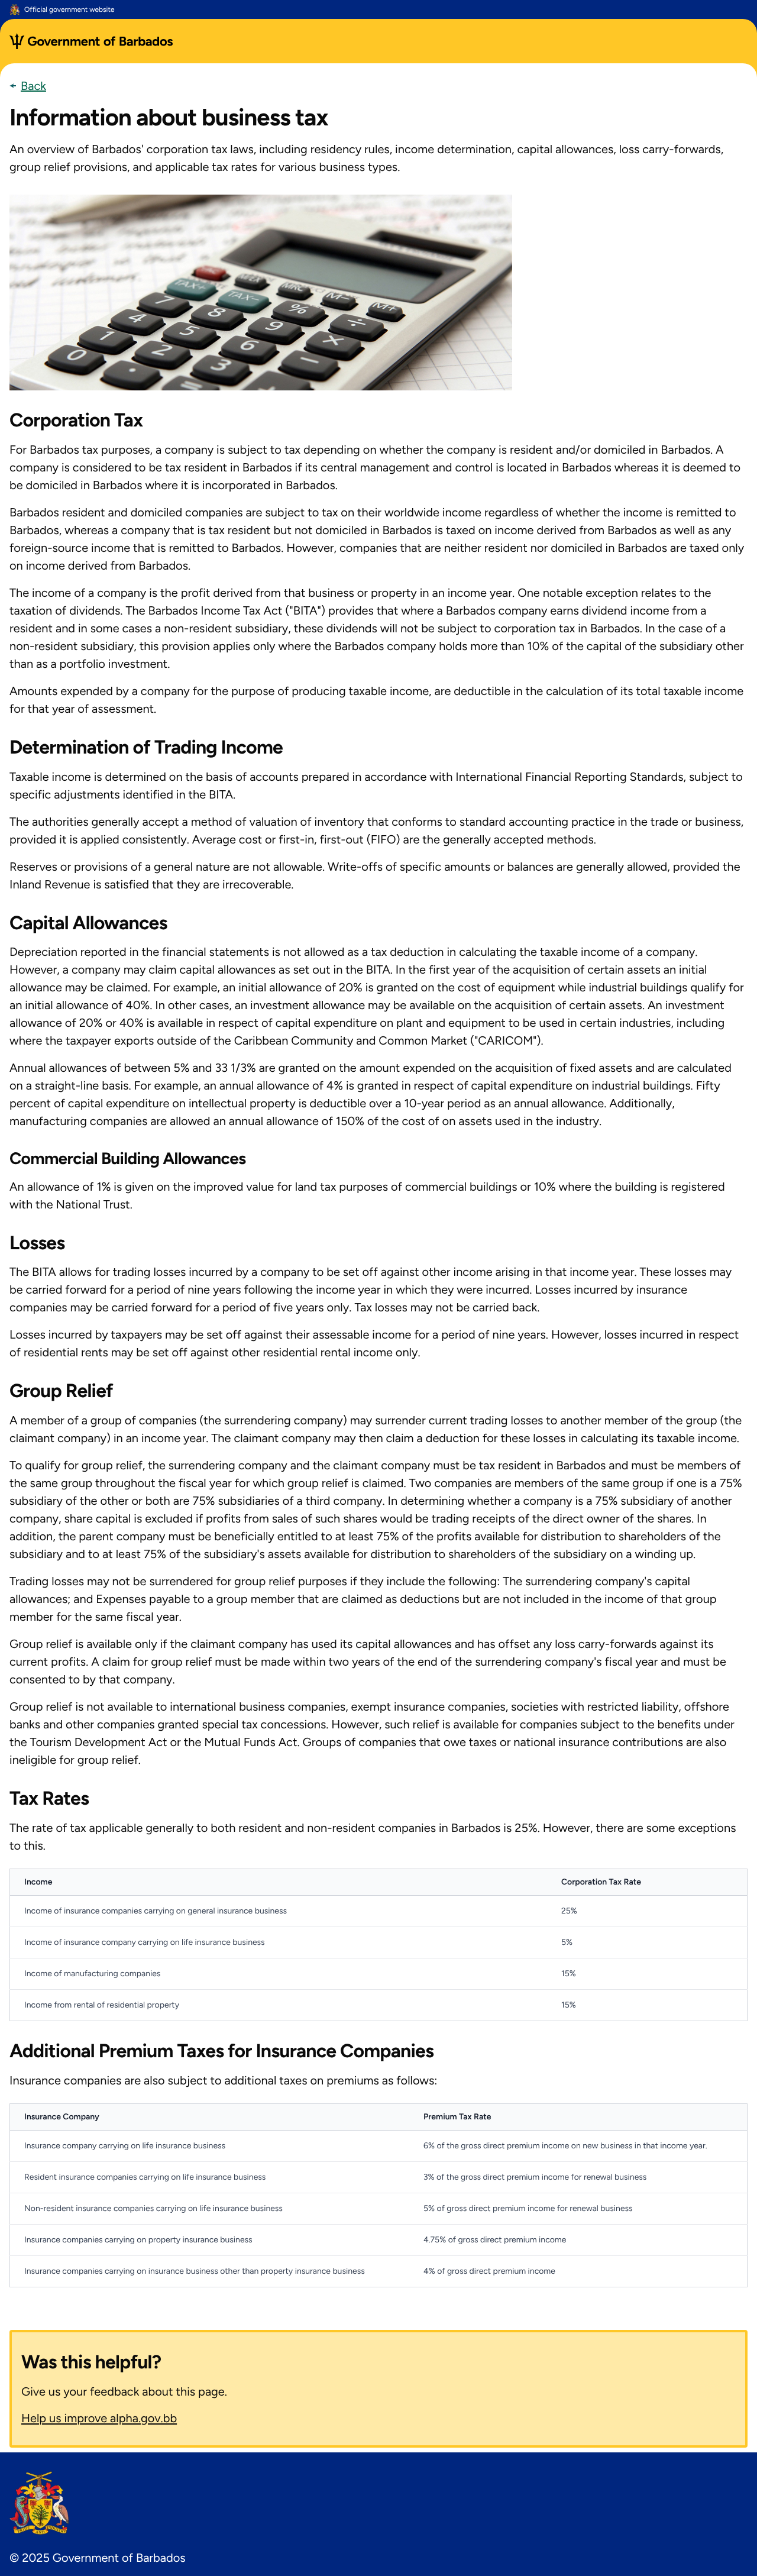 Official government website
Government of Barbados
Back
Information about business tax
An overview of Barbados' corporation tax laws, including residency rules, income determination, capital allowances, loss carry-forwards,
group relief provisions, and applicable tax rates for various business types.
TAX+ TAX− MRC M− M+
7 8 9 % ÷
4 5 6 − ×
1 2 3 +
0 . =
Corporation Tax
For Barbados tax purposes, a company is subject to tax depending on whether the company is resident and/or domiciled in Barbados. A
company is considered to be tax resident in Barbados if its central management and control is located in Barbados whereas it is deemed to
be domiciled in Barbados where it is incorporated in Barbados.
Barbados resident and domiciled companies are subject to tax on their worldwide income regardless of whether the income is remitted to
Barbados, whereas a company that is tax resident but not domiciled in Barbados is taxed on income derived from Barbados as well as any
foreign-source income that is remitted to Barbados. However, companies that are neither resident nor domiciled in Barbados are taxed only
on income derived from Barbados.
The income of a company is the profit derived from that business or property in an income year. One notable exception relates to the
taxation of dividends. The Barbados Income Tax Act ("BITA") provides that where a Barbados company earns dividend income from a
resident and in some cases a non-resident subsidiary, these dividends will not be subject to corporation tax in Barbados. In the case of a
non-resident subsidiary, this provision applies only where the Barbados company holds more than 10% of the capital of the subsidiary other
than as a portfolio investment.
Amounts expended by a company for the purpose of producing taxable income, are deductible in the calculation of its total taxable income
for that year of assessment.
Determination of Trading Income
Taxable income is determined on the basis of accounts prepared in accordance with International Financial Reporting Standards, subject to
specific adjustments identified in the BITA.
The authorities generally accept a method of valuation of inventory that conforms to standard accounting practice in the trade or business,
provided it is applied consistently. Average cost or first-in, first-out (FIFO) are the generally accepted methods.
Reserves or provisions of a general nature are not allowable. Write-offs of specific amounts or balances are generally allowed, provided the
Inland Revenue is satisfied that they are irrecoverable.
Capital Allowances
Depreciation reported in the financial statements is not allowed as a tax deduction in calculating the taxable income of a company.
However, a company may claim capital allowances as set out in the BITA. In the first year of the acquisition of certain assets an initial
allowance may be claimed. For example, an initial allowance of 20% is granted on the cost of equipment while industrial buildings qualify for
an initial allowance of 40%. In other cases, an investment allowance may be available on the acquisition of certain assets. An investment
allowance of 20% or 40% is available in respect of capital expenditure on plant and equipment to be used in certain industries, including
where the taxpayer exports outside of the Caribbean Community and Common Market ("CARICOM").
Annual allowances of between 5% and 33 1/3% are granted on the amount expended on the acquisition of fixed assets and are calculated
on a straight-line basis. For example, an annual allowance of 4% is granted in respect of capital expenditure on industrial buildings. Fifty
percent of capital expenditure on intellectual property is deductible over a 10-year period as an annual allowance. Additionally,
manufacturing companies are allowed an annual allowance of 150% of the cost of on assets used in the industry.
Commercial Building Allowances
An allowance of 1% is given on the improved value for land tax purposes of commercial buildings or 10% where the building is registered
with the National Trust.
Losses
The BITA allows for trading losses incurred by a company to be set off against other income arising in that income year. These losses may
be carried forward for a period of nine years following the income year in which they were incurred. Losses incurred by insurance
companies may be carried forward for a period of five years only. Tax losses may not be carried back.
Losses incurred by taxpayers may be set off against their assessable income for a period of nine years. However, losses incurred in respect
of residential rents may be set off against other residential rental income only.
Group Relief
A member of a group of companies (the surrendering company) may surrender current trading losses to another member of the group (the
claimant company) in an income year. The claimant company may then claim a deduction for these losses in calculating its taxable income.
To qualify for group relief, the surrendering company and the claimant company must be tax resident in Barbados and must be members of
the same group throughout the fiscal year for which group relief is claimed. Two companies are members of the same group if one is a 75%
subsidiary of the other or both are 75% subsidiaries of a third company. In determining whether a company is a 75% subsidiary of another
company, share capital is excluded if profits from sales of such shares would be trading receipts of the direct owner of the shares. In
addition, the parent company must be beneficially entitled to at least 75% of the profits available for distribution to shareholders of the
subsidiary and to at least 75% of the subsidiary's assets available for distribution to shareholders of the subsidiary on a winding up.
Trading losses may not be surrendered for group relief purposes if they include the following: The surrendering company's capital
allowances; and Expenses payable to a group member that are claimed as deductions but are not included in the income of that group
member for the same fiscal year.
Group relief is available only if the claimant company has used its capital allowances and has offset any loss carry-forwards against its
current profits. A claim for group relief must be made within two years of the end of the surrendering company's fiscal year and must be
consented to by that company.
Group relief is not available to international business companies, exempt insurance companies, societies with restricted liability, offshore
banks and other companies granted special tax concessions. However, such relief is available for companies subject to the benefits under
the Tourism Development Act or the Mutual Funds Act. Groups of companies that owe taxes or national insurance contributions are also
ineligible for group relief.
Tax Rates
The rate of tax applicable generally to both resident and non-resident companies in Barbados is 25%. However, there are some exceptions
to this.
Income Corporation Tax Rate
Income of insurance companies carrying on general insurance business 25%
Income of insurance company carrying on life insurance business 5%
Income of manufacturing companies 15%
Income from rental of residential property 15%
Additional Premium Taxes for Insurance Companies
Insurance companies are also subject to additional taxes on premiums as follows:
Insurance Company Premium Tax Rate
Insurance company carrying on life insurance business 6% of the gross direct premium income on new business in that income year.
Resident insurance companies carrying on life insurance business 3% of the gross direct premium income for renewal business
Non-resident insurance companies carrying on life insurance business 5% of gross direct premium income for renewal business
Insurance companies carrying on property insurance business 4.75% of gross direct premium income
Insurance companies carrying on insurance business other than property insurance business 4% of gross direct premium income
Was this helpful?
Give us your feedback about this page.
Help us improve alpha.gov.bb
© 2025 Government of Barbados